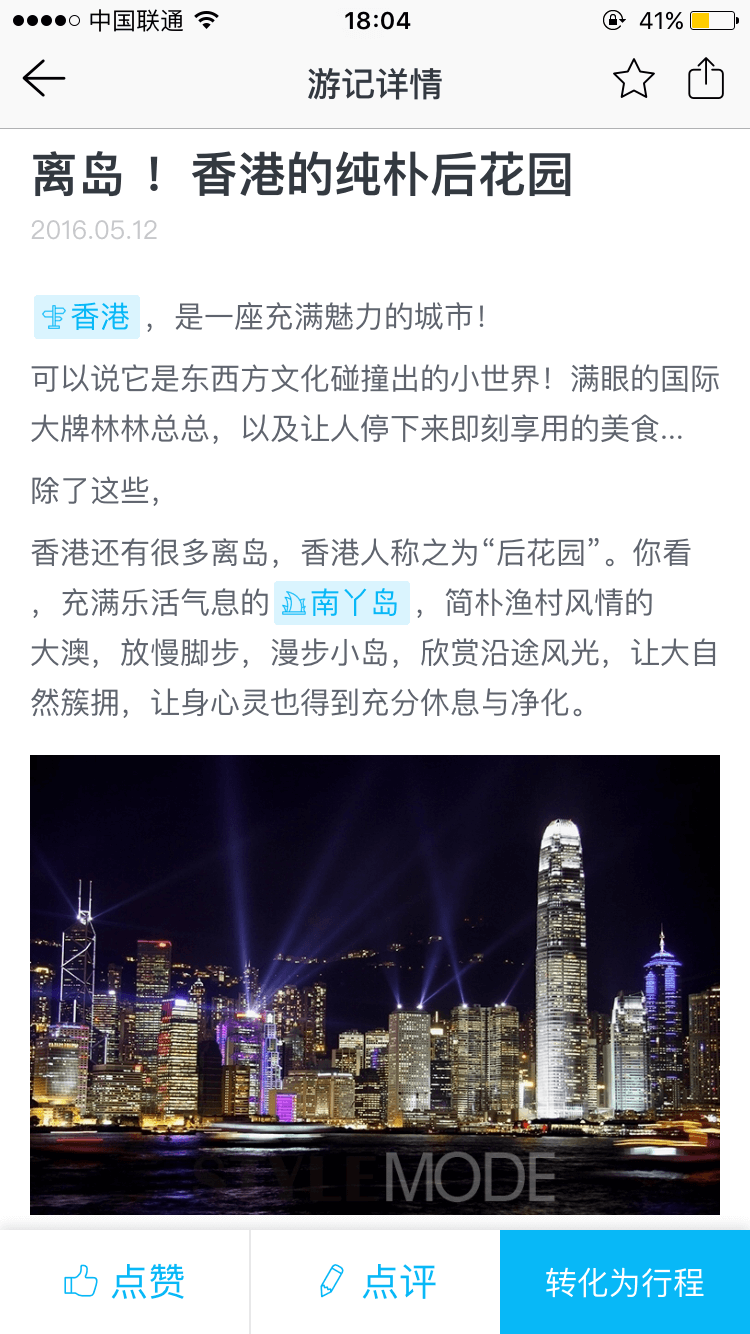 中国联通 18:04 41%
游记详情
离岛 ！香港的纯朴后花园
2016.05.12
香港 ，是一座充满魅力的城市！
可以说它是东西方文化碰撞出的小世界！满眼的国际
大牌林林总总，以及让人停下来即刻享用的美食...
除了这些，
香港还有很多离岛，香港人称之为“后花园”。你看
，充满乐活气息的 南丫岛 ，简朴渔村风情的
大澳，放慢脚步，漫步小岛，欣赏沿途风光，让大自
然簇拥，让身心灵也得到充分休息与净化。
STYLEMODE
点赞 点评 转化为行程